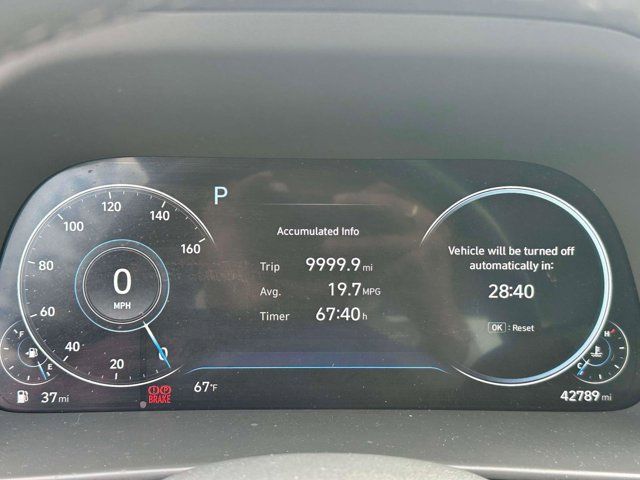 P
120
100
140
160
80
60
40
20
0
0
MPH
Accumulated Info
Trip 9999.9 mi
Avg. 19.7 MPG
Timer 67:40 h
Vehicle will be turned off
automatically in:
28:40
OK : Reset
F
E
H
C
37 mi
(P)
BRAKE
67°F
42789 mi